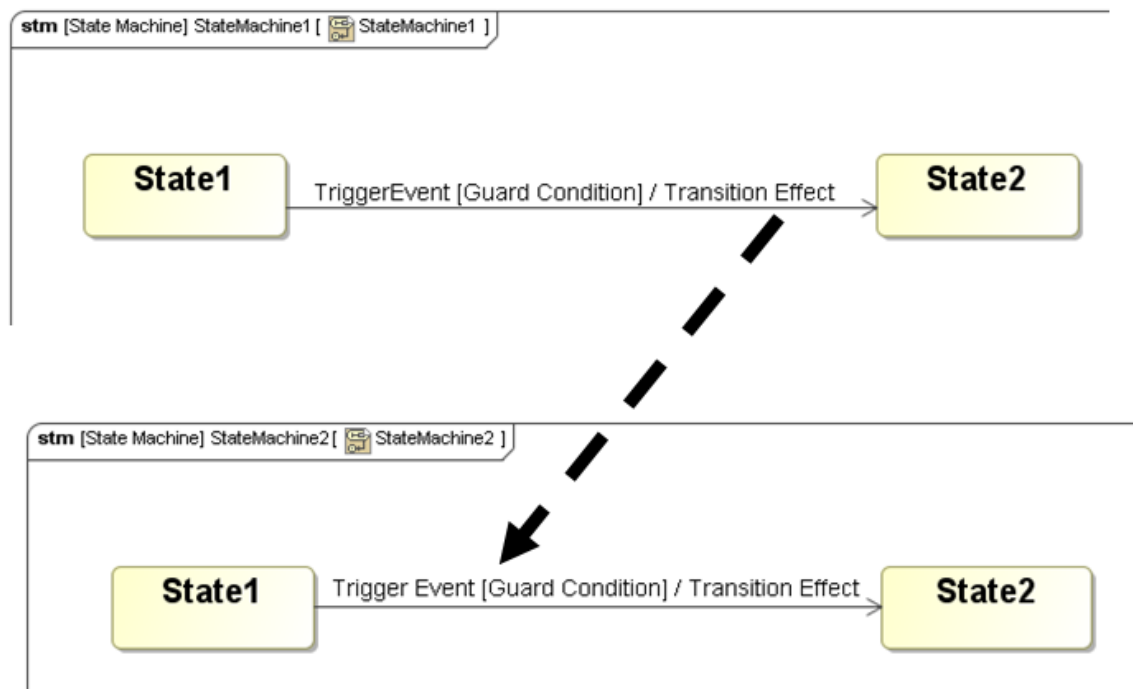 stm [State Machine] StateMachine1 [ StateMachine1 ]
State1
TriggerEvent [Guard Condition] / Transition Effect
State2
stm [State Machine] StateMachine2[ StateMachine2 ]
State1
Trigger Event [Guard Condition] / Transition Effect
State2